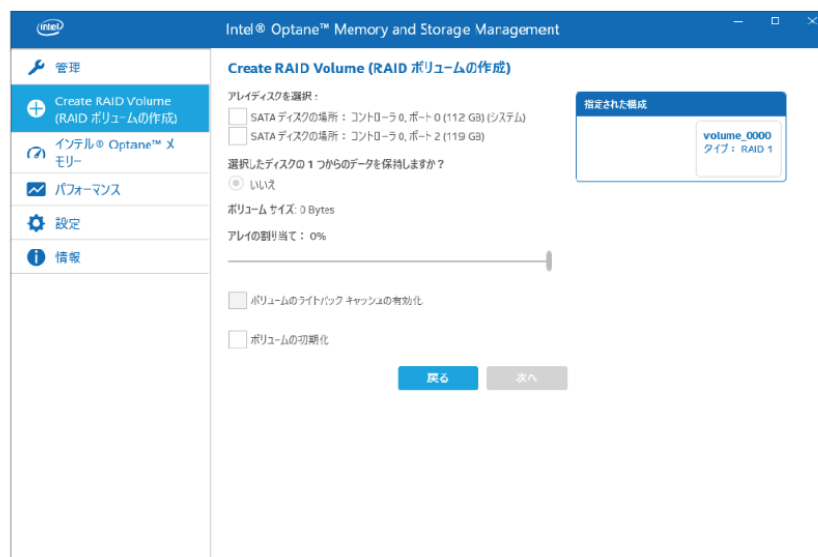 intel
Intel® Optane™ Memory and Storage Management
管理
Create RAID Volume
(RAID ボリュームの作成)
インテル® Optane™ メ
モリー
パフォーマンス
設定
情報
Create RAID Volume (RAID ボリュームの作成)
アレイディスクを選択：
SATA ディスクの場所： コントローラ 0, ポート 0 (112 GB) (システム)
SATA ディスクの場所： コントローラ 0, ポート 2 (119 GB)
選択したディスクの 1 つからのデータを保持しますか？
いいえ
ボリューム サイズ: 0 Bytes
アレイの割り当て： 0%
ボリュームのライトバック キャッシュの有効化
ボリュームの初期化
戻る
次へ
指定された構成
volume_0000
タイプ： RAID 1